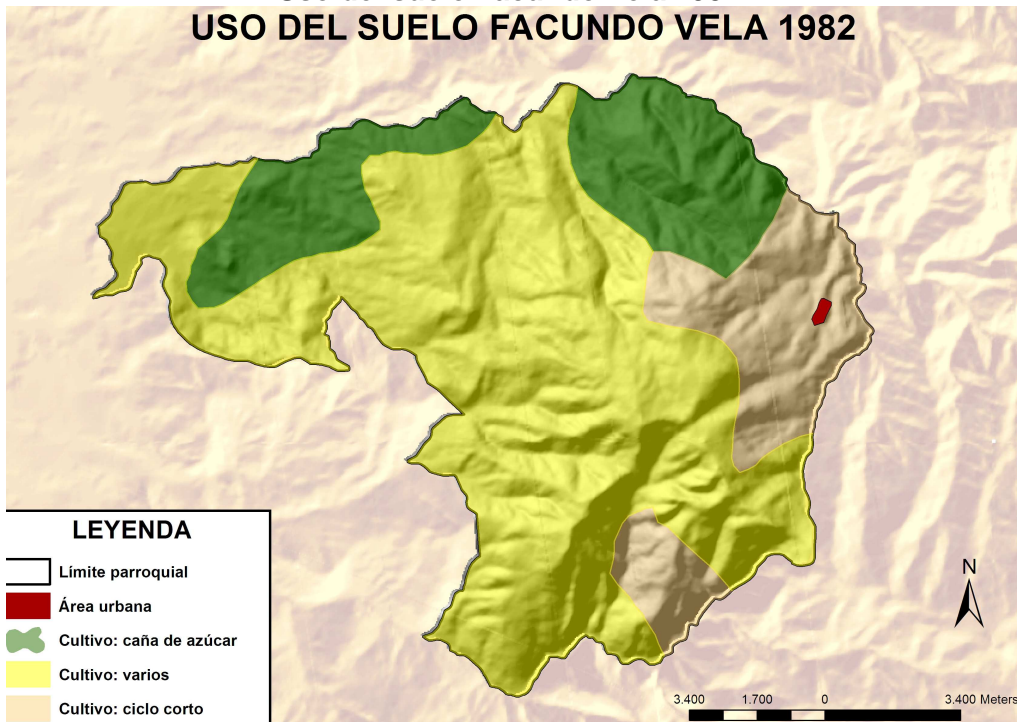 USO DEL SUELO FACUNDO VELA 1982
LEYENDA
Límite parroquial
Área urbana
Cultivo: caña de azúcar
Cultivo: varios
Cultivo: ciclo corto
N
3.400 1.700 0 3.400 Meters